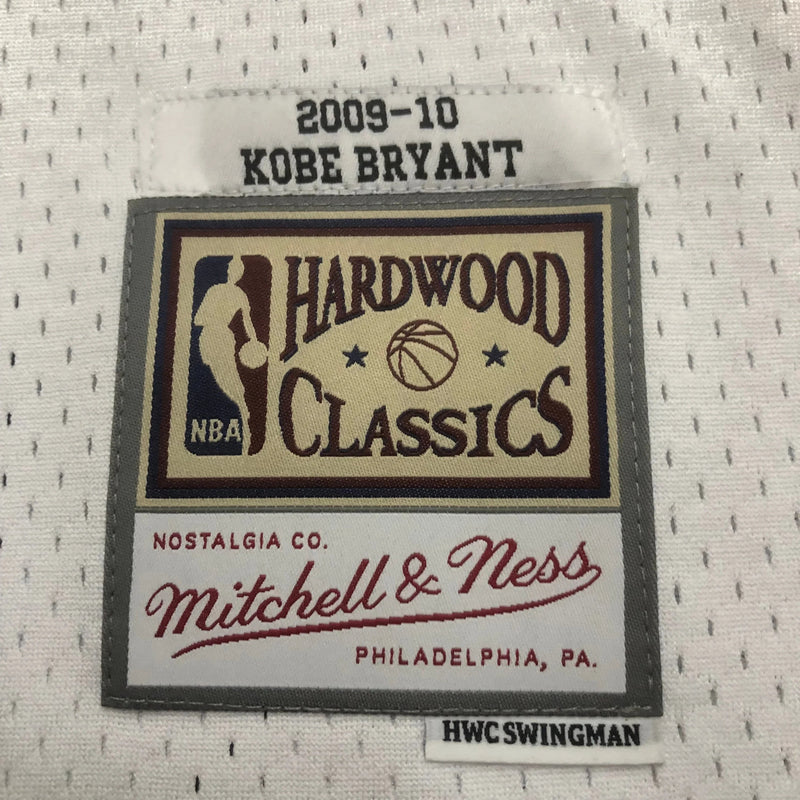 2009-10
KOBE BRYANT
HARDWOOD
CLASSICS
NBA
NOSTALGIA CO.
Mitchell & Ness
PHILADELPHIA, PA.
HWC SWINGMAN